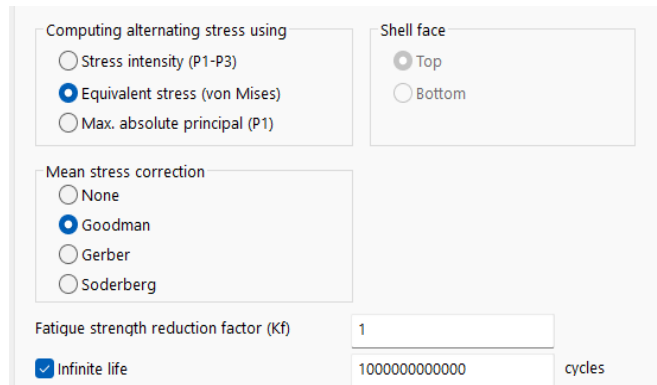 Computing alternating stress using
Stress intensity (P1-P3)
Equivalent stress (von Mises)
Max. absolute principal (P1)
Shell face
Top
Bottom
Mean stress correction
None
Goodman
Gerber
Soderberg
Fatigue strength reduction factor (Kf) 1
Infinite life 1000000000000 cycles